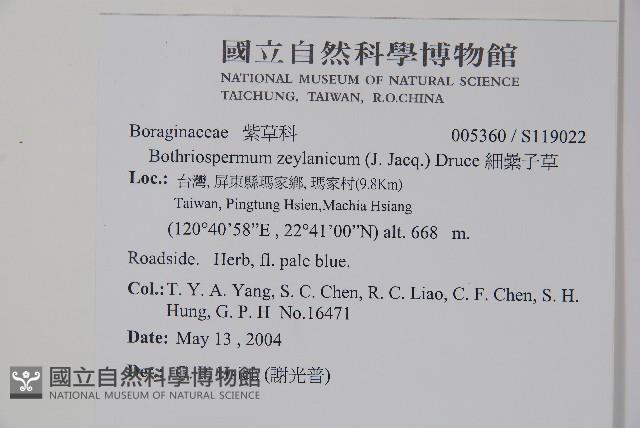 國立自然科學博物館
NATIONAL MUSEUM OF NATURAL SCIENCE
TAICHUNG, TAIWAN, R.O.CHINA
Boraginaceae 紫草科 005360 / S119022
Bothriospermum zeylanicum (J. Jacq.) Druce 細纍子草
Loc.: 台灣, 屏東縣瑪家鄉, 瑪家村(9.8Km)
Taiwan, Pingtung Hsien,Machia Hsiang
(120°40’58”E , 22°41’00”N) alt. 668 m.
Roadside. Herb, fl. pale blue.
Col.: T. Y. A. Yang, S. C. Chen, R. C. Liao, C. F. Chen, S. H.
Hung, G. P. H No.16471
Date: May 13 , 2004
(謝光普)
國立自然科學博物館
NATIONAL MUSEUM OF NATURAL SCIENCE